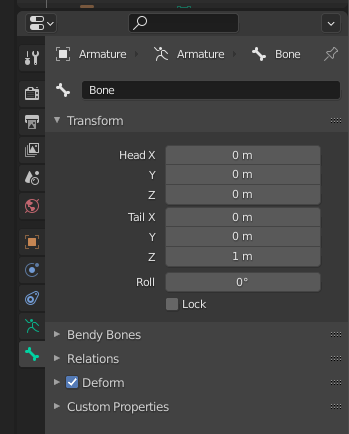 Armature Armature Bone
Bone
Transform
Head X 0 m
Y 0 m
Z 0 m
Tail X 0 m
Y 0 m
Z 1 m
Roll 0°
Lock
Bendy Bones
Relations
Deform
Custom Properties